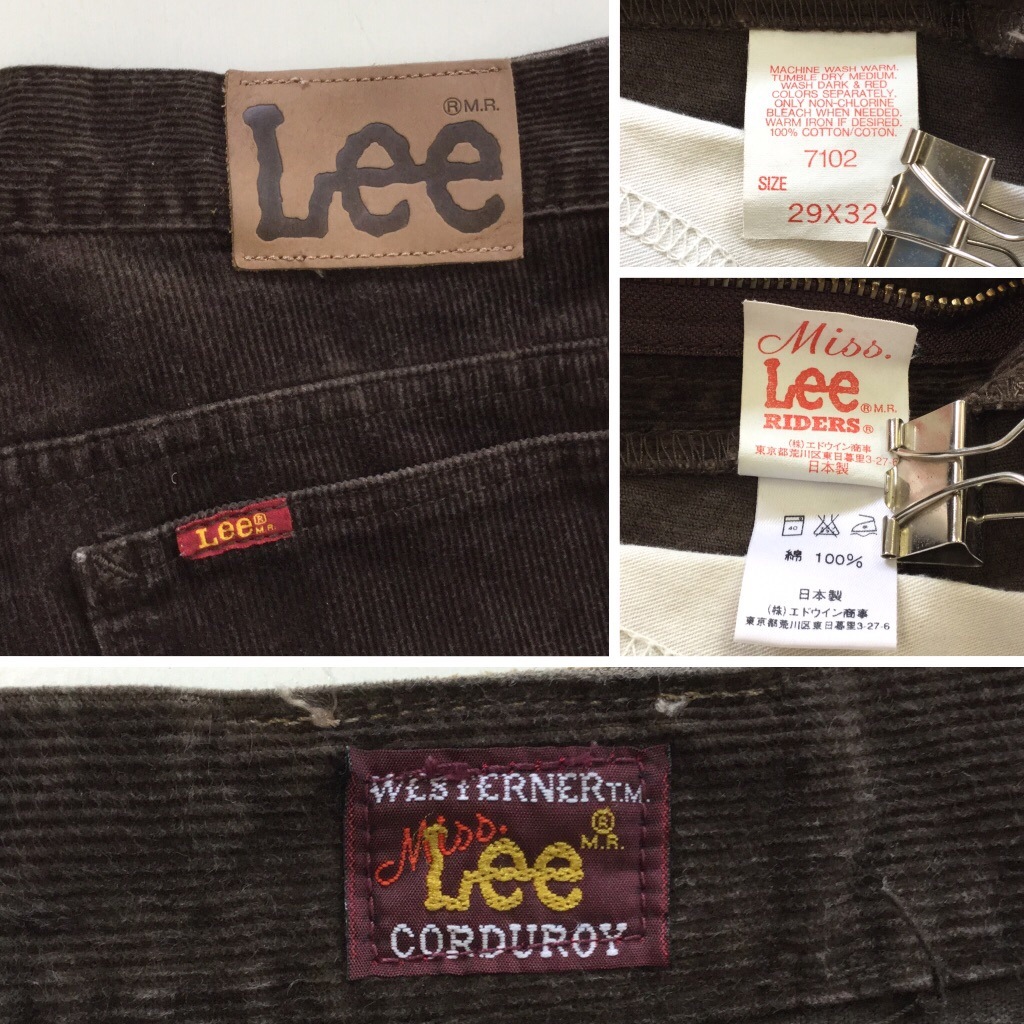 Lee ® M.R.
Lee ® M.R.
MACHINE WASH WARM.
TUMBLE DRY MEDIUM.
WASH DARK & RED
COLORS SEPARATELY.
ONLY NON-CHLORINE
BLEACH WHEN NEEDED.
WARM IRON IF DESIRED.
100% COTTON/COTON.
7102
SIZE
29X32
Miss.
Lee ® M.R.
RIDERS ®
(株)エドウイン商事
東京都荒川区東日暮里3-27-6
日本製
40
綿 100%
日本製
(株)エドウイン商事
東京都荒川区東日暮里3-27-6
WESTERNER T.M.
Miss.
Lee ® M.R.
CORDUROY